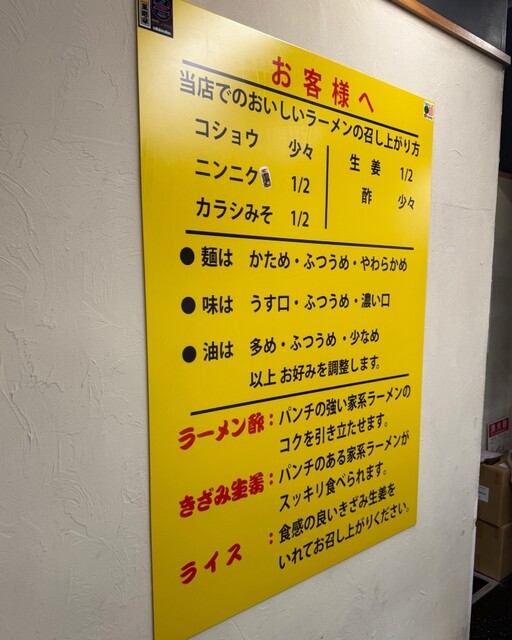 お客様へ
当店でのおいしいラーメンの召し上がり方
コショウ 少々
ニンニク 1/2
カラシみそ 1/2
生姜 1/2
酢 少々
● 麺は かため・ふつうめ・やわらかめ
● 味は うす口・ふつうめ・濃い口
● 油は 多め・ふつうめ・少なめ
以上 お好みを調整します。
ラーメン酢：パンチの強い家系ラーメンの
コクを引き立たせます。
きざみ生姜：パンチのある家系ラーメンが
スッキリ食べられます。
ライス：食感の良いきざみ生姜を
いれてお召し上がりください。